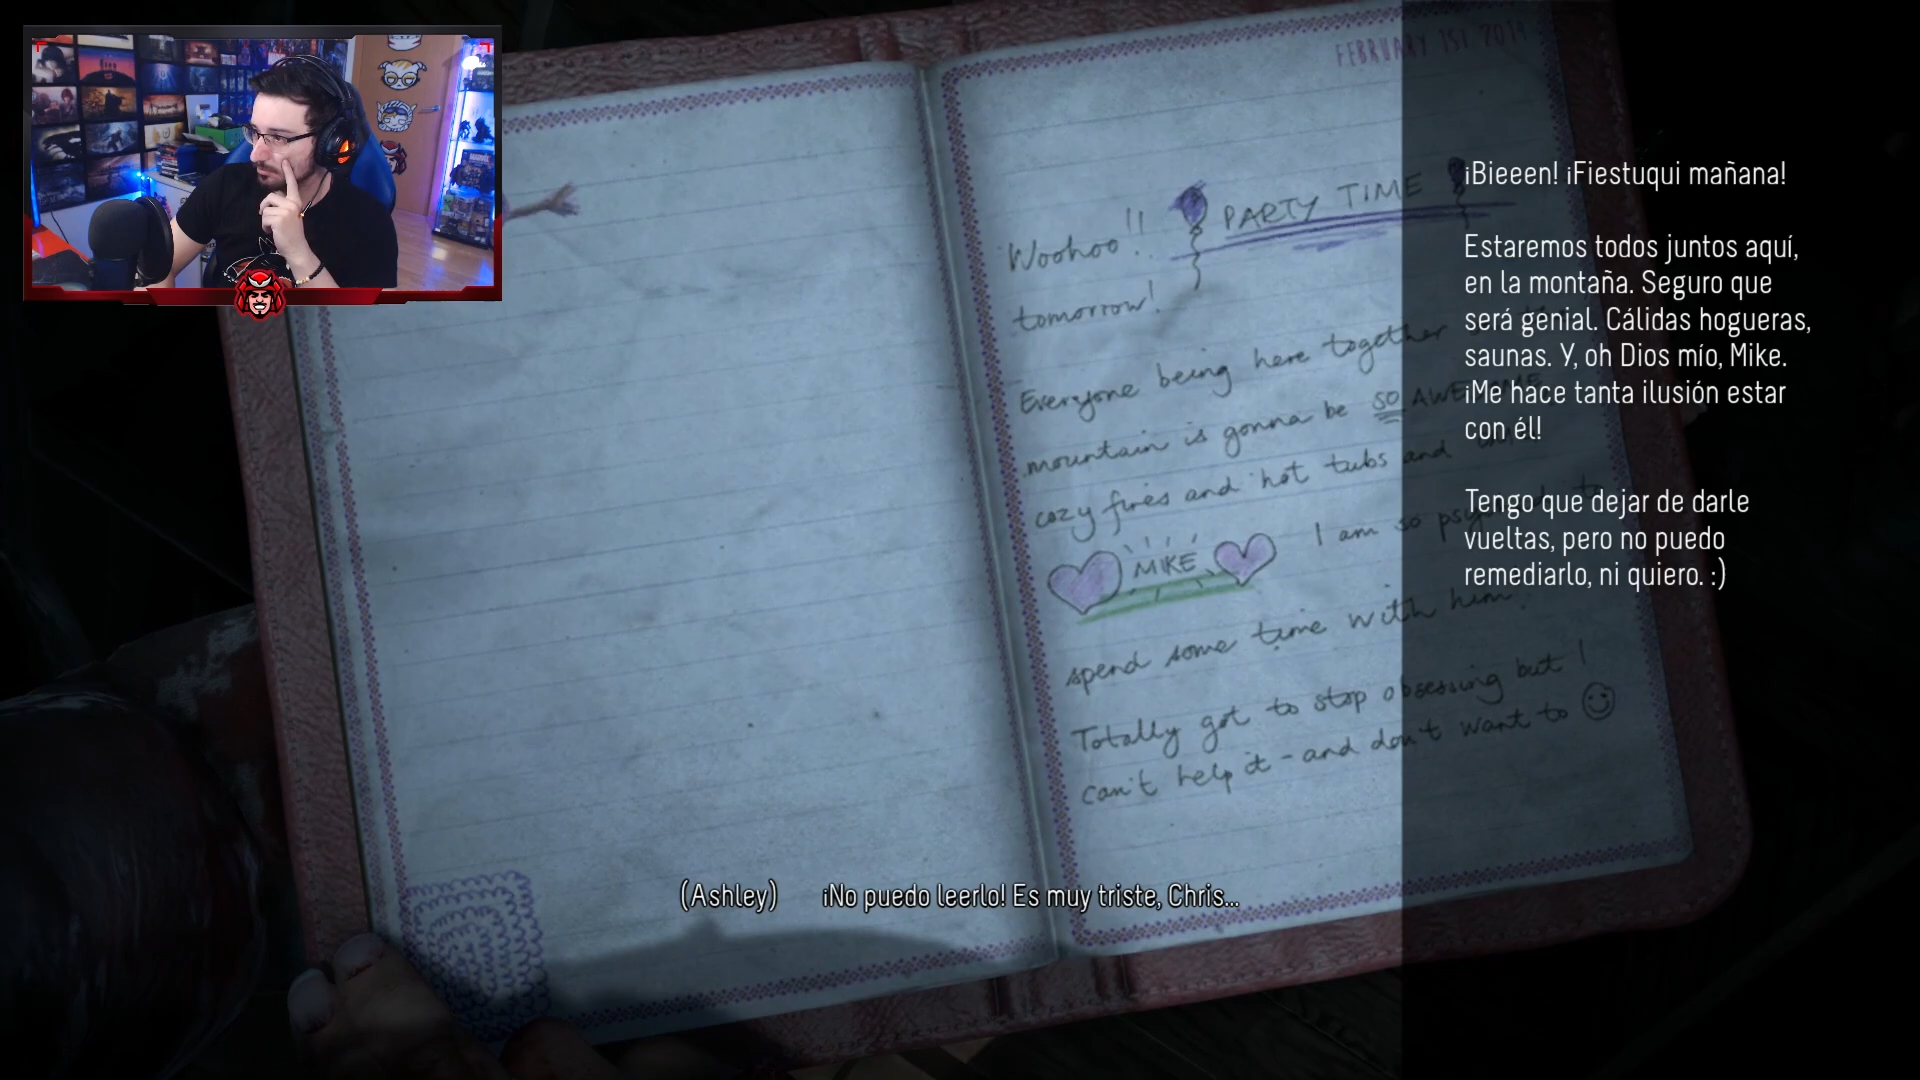 FEBRUARY 1ST 2014
Woohoo!! PARTY TIME
tomorrow!
Everyone being here together
mountain is gonna be SO AWESOME
cozy fires and hot tubs and
MIKE I am so psyched to
spend some time with him!
Totally got to stop obsessing but I
can't help it - and don't want to
¡Bieeen! ¡Fiestuqui mañana!
Estaremos todos juntos aquí,
en la montaña. Seguro que
será genial. Cálidas hogueras,
saunas. Y, oh Dios mío, Mike.
¡Me hace tanta ilusión estar
con él!
Tengo que dejar de darle
vueltas, pero no puedo
remediarlo, ni quiero. :)
(Ashley) ¡No puedo leerlo! Es muy triste, Chris...